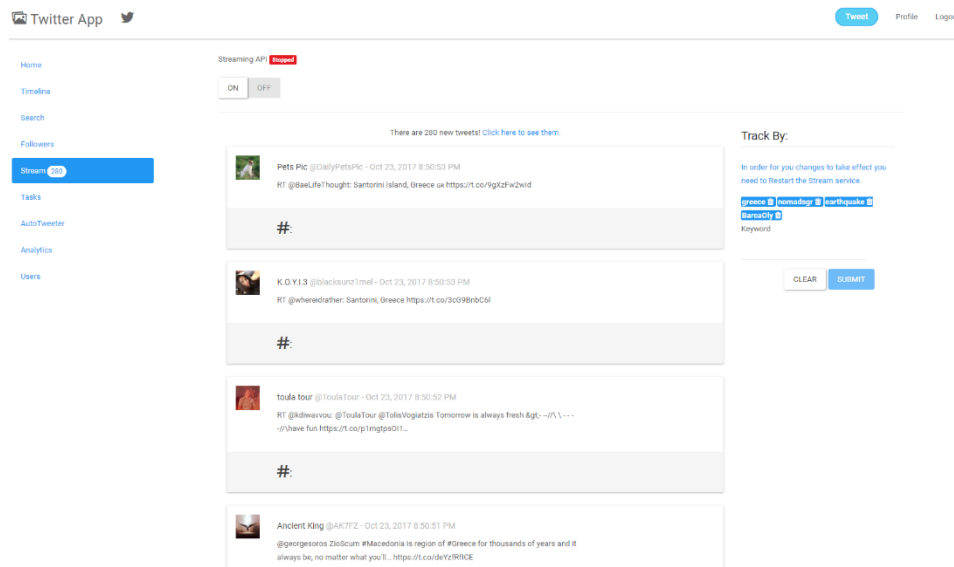 Twitter App
Tweet
Profile
Logou
Home
Timeline
Search
Followers
Stream 280
Tasks
AutoTweeter
Analytics
Users
Streaming API Stopped
ON OFF
There are 280 new tweets! Click here to see them.
Pets Pic @DailyPetsPic - Oct 23, 2017 8:50:53 PM
RT @BaeLifeThought: Santorini Island, Greece https://t.co/9gXzFw2wId
#:
K.O.Y.I.3 @blacksunz1mel - Oct 23, 2017 8:50:53 PM
RT @whereidrather: Santorini, Greece https://t.co/3cG9BnbC6l
#:
toula tour @ToulaTour - Oct 23, 2017 8:50:52 PM
RT @kdiwavvou: @ToulaTour @TolisVogiatzis Tomorrow is always fresh &gt;- --//\ \ - - -
-//\have fun https://t.co/p1mgtpsOI1…
#:
Ancient King @AK7FZ - Oct 23, 2017 8:50:51 PM
@georgesoros ZioScum #Macedonia is region of #Greece for thousands of years and it
always be, no matter what you'll… https://t.co/deYzfRflCE
Track By:
In order for you changes to take effect you
need to Restart the Stream service.
greece nomadagr earthquake
BarcaOly
Keyword
CLEAR SUBMIT